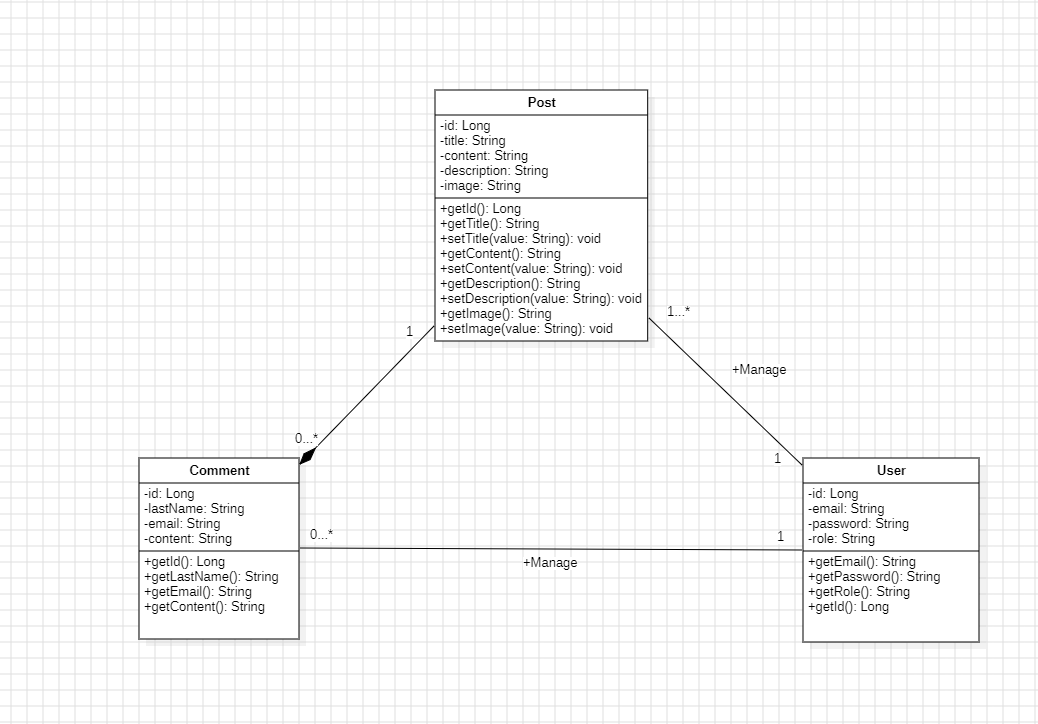 Post
-id: Long
-title: String
-content: String
-description: String
-image: String
+getId(): Long
+getTitle(): String
+setTitle(value: String): void
+getContent(): String
+setContent(value: String): void
+getDescription(): String
+setDescription(value: String): void
+getImage(): String
+setImage(value: String): void
1
1...*
+Manage
0...*
1
Comment
-id: Long
-lastName: String
-email: String
-content: String
+getId(): Long
+getLastName(): String
+getEmail(): String
+getContent(): String
0...*
1
+Manage
User
-id: Long
-email: String
-password: String
-role: String
+getEmail(): String
+getPassword(): String
+getRole(): String
+getId(): Long